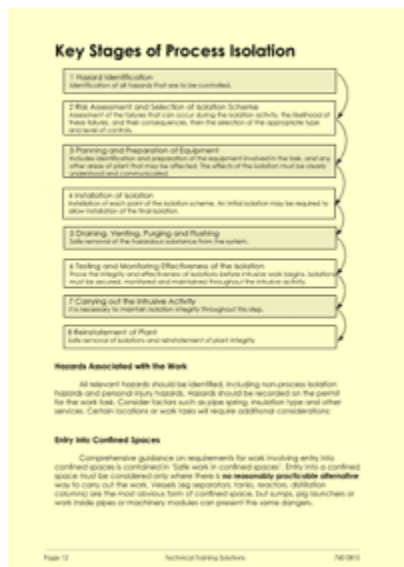 Key Stages of Process Isolation
1 Hazard Identification
Identification of all hazards that are to be controlled.
2 Risk Assessment and Selection of Isolation Scheme
Assessment of the failures that can occur during the isolation activity, the likelihood of
these failures, and their consequences, then the selection of the appropriate type
and level of controls.
3 Planning and Preparation of Equipment
Includes identification and preparation of the equipment involved in the task, and any
other areas of plant that may be affected. The effects of the isolation must be clearly
understood and communicated.
4 Installation of Isolation
Installation of each point of the isolation scheme. An initial isolation may be required to
allow installation of the final isolation.
5 Draining, Venting, Purging and Flushing
Safe removal of the hazardous substance from the system.
6 Testing and Monitoring Effectiveness of the Isolation
Prove the integrity and effectiveness of isolations before intrusive work begins. Isolations
must be secured, monitored and maintained throughout the intrusive activity.
7 Carrying out the Intrusive Activity
It is necessary to maintain isolation integrity throughout this step.
8 Reinstatement of Plant
Safe removal of isolations and reinstatement of plant integrity
Hazards Associated with the Work
All relevant hazards should be identified, including non-process isolation
hazards and personal injury hazards. Hazards should be recorded on the permit
for the work task. Consider factors such as pipe spring, insulation type and other
services. Certain locations or work tasks will require additional considerations:
Entry Into Confined Spaces
Comprehensive guidance on requirements for work involving entry into
confined spaces is contained in 'Safe work in confined spaces'. Entry into a confined
space must be considered only where there is no reasonably practicable alternative
way to carry out the work. Vessels (eg separators, tanks, reactors, distillation
columns) are the most obvious form of confined space, but sumps, pig launchers or
work inside pipes or machinery modules can present the same dangers.
Page 12
Technical Training Solutions